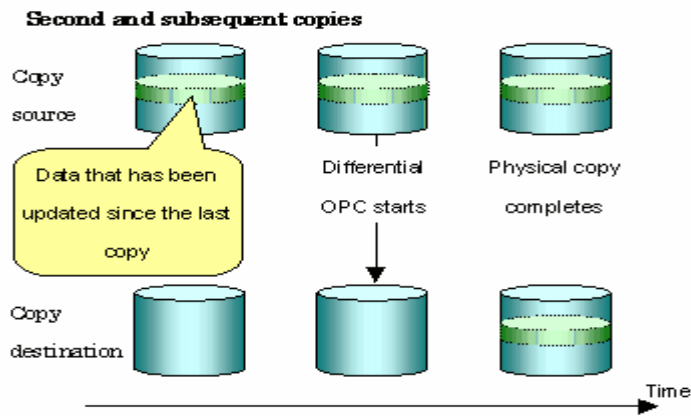 Second and subsequent copies
Copy
source
Data that has been
updated since the last
copy
Differential
OPC starts
Physical copy
completes
Copy
destination
Time